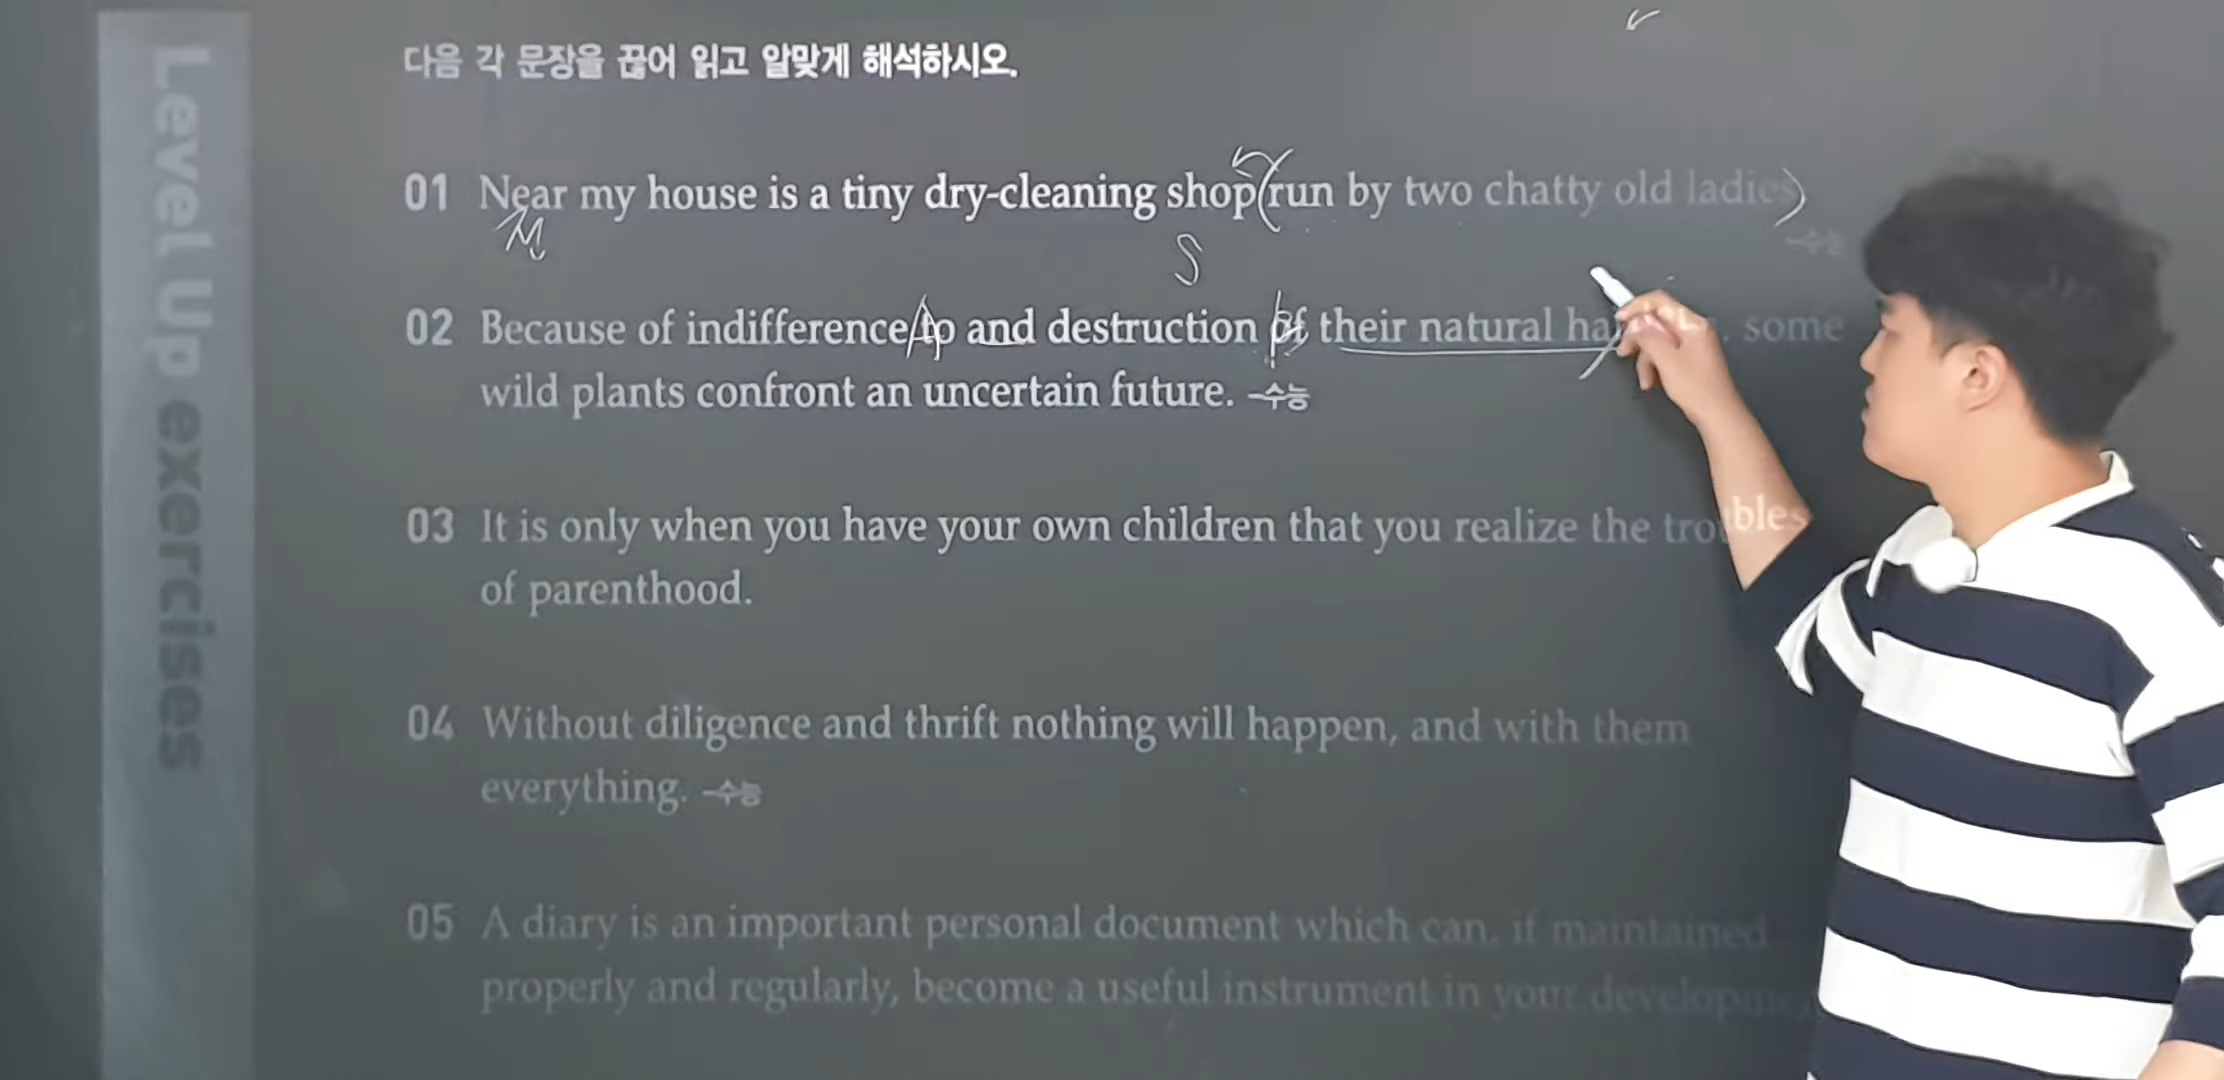 Level Up exercises
다음 각 문장을 끊어 읽고 알맞게 해석하시오.
01 Near my house is a tiny dry-cleaning shop (run by two chatty old ladies)
전
S
-수능
02 Because of indifference to and destruction of their natural some
wild plants confront an uncertain future. -수능
03 It is only when you have your own children that you realize the troubles
of parenthood.
04 Without diligence and thrift nothing will happen, and with them
everything. -수능
05 A diary is an important personal document which can, if maintained
properly and regularly, become a useful instrument in your